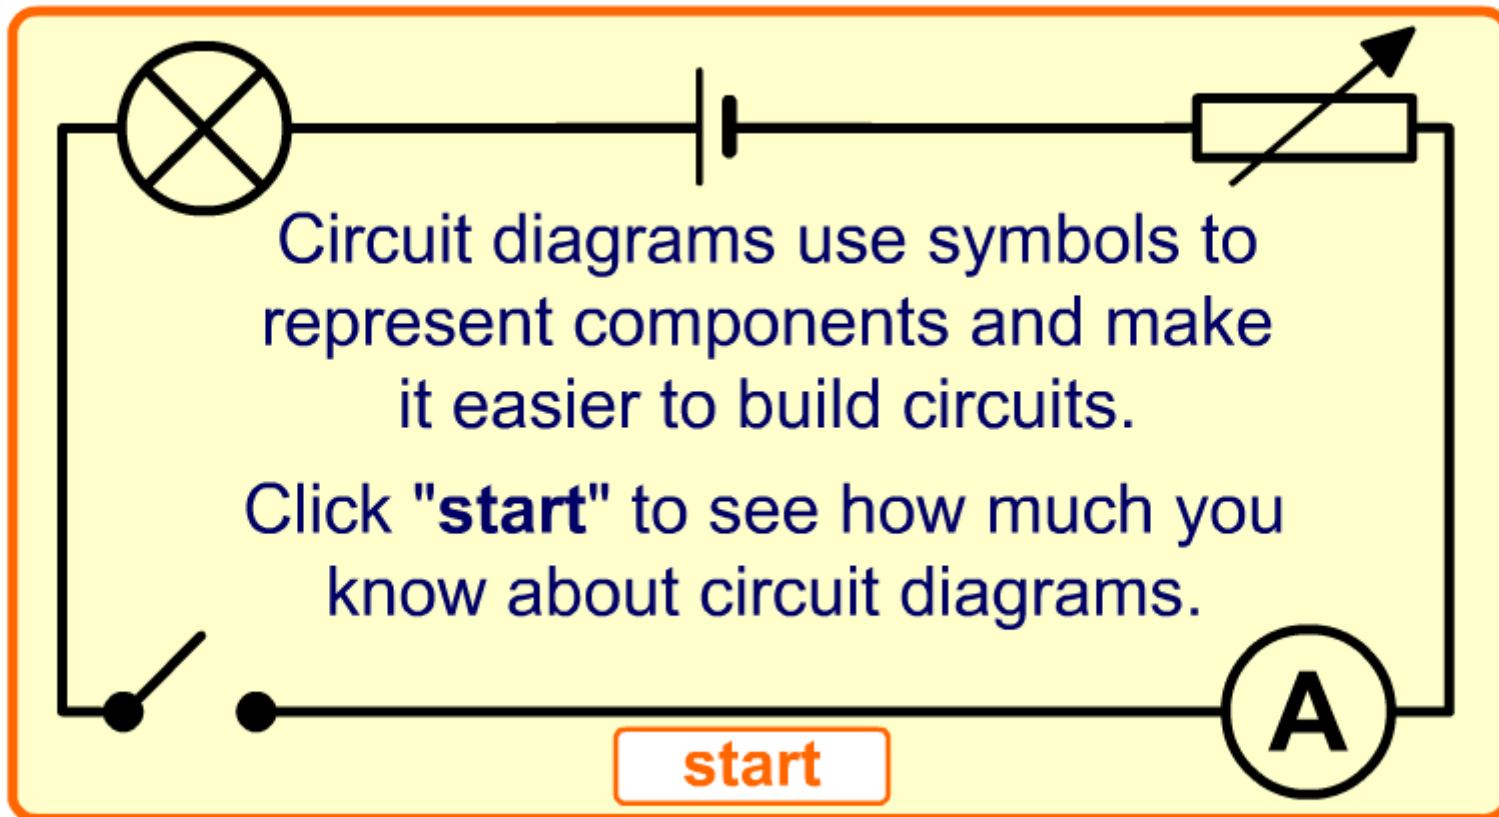 Circuit diagrams use symbols to
represent components and make
it easier to build circuits.
Click "start" to see how much you
know about circuit diagrams.
A
start